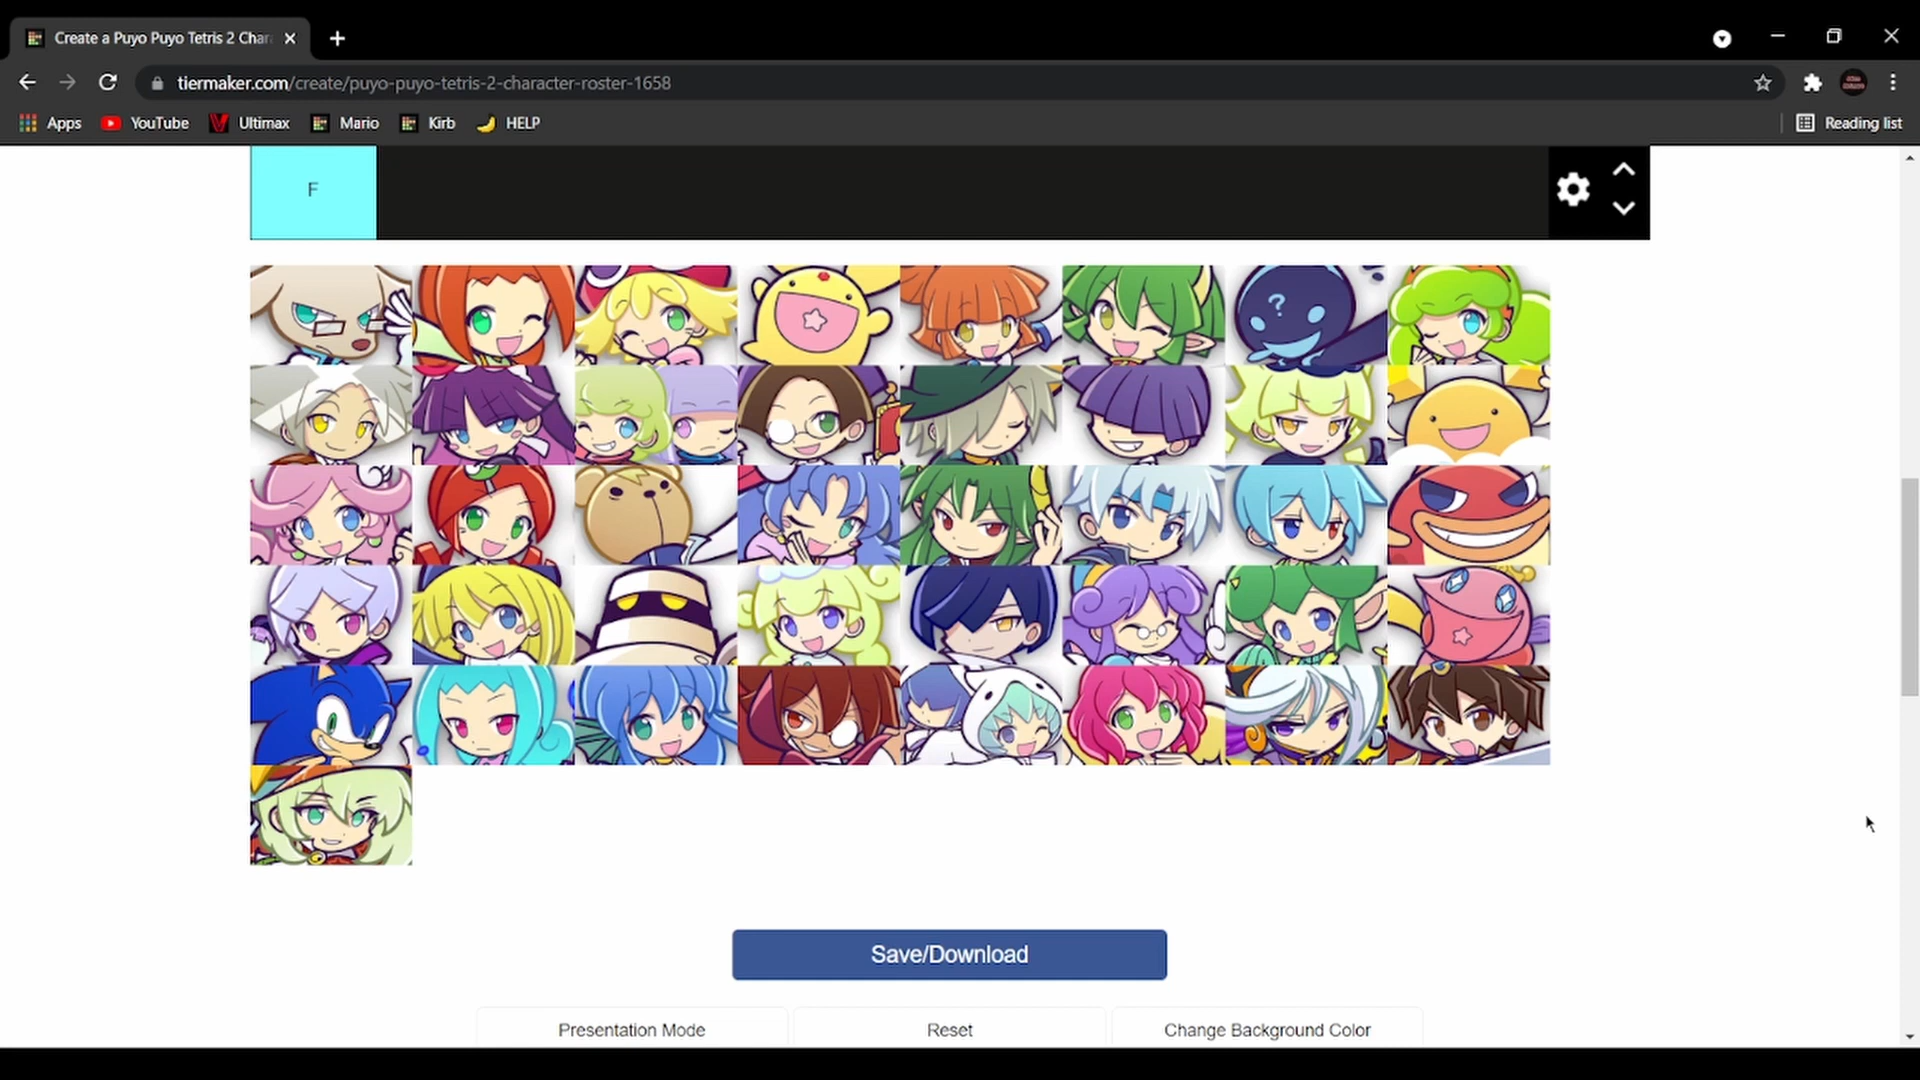 Create a Puyo Puyo Tetris 2 Char
tiermaker.com/create/puyo-puyo-tetris-2-character-roster-1658
Apps YouTube Ultimax Mario Kirb HELP Reading list
F
?
Save/Download
Presentation Mode Reset Change Background Color